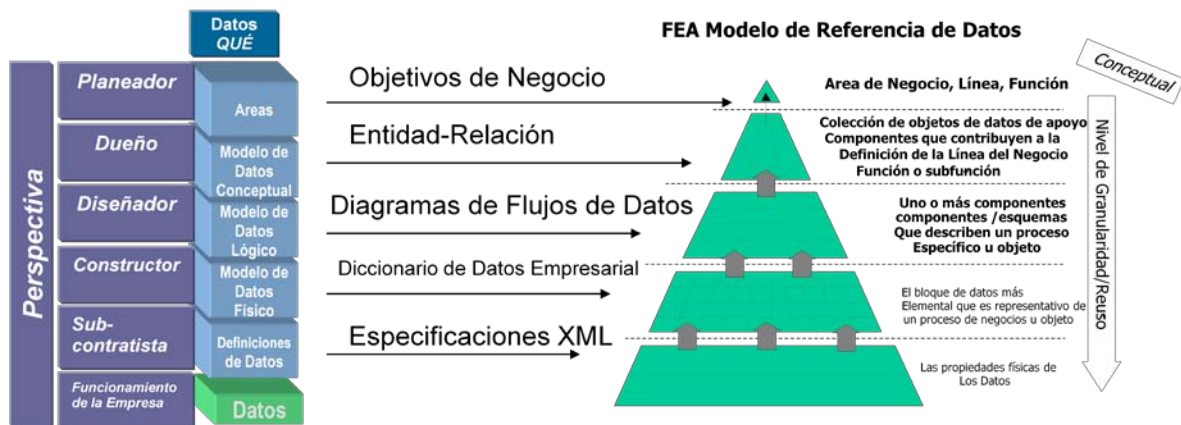 Datos
QUÉ
FEA Modelo de Referencia de Datos
Perspectiva
Planeador
Areas
Dueño
Modelo de
Datos
Conceptual
Diseñador
Modelo de
Datos
Lógico
Constructor
Modelo de
Datos
Físico
Sub-
contratista
Definiciones
de Datos
Funcionamiento
de la Empresa
Datos
Objetivos de Negocio
Entidad-Relación
Diagramas de Flujos de Datos
Diccionario de Datos Empresarial
Especificaciones XML
Area de Negocio, Línea, Función
Colección de objetos de datos de apoyo
Componentes que contribuyen a la
Definición de la Línea del Negocio
Función o subfunción
Uno o más componentes
componentes /esquemas
Que describen un proceso
Específico u objeto
El bloque de datos más
Elemental que es representativo de
un proceso de negocios u objeto
Las propiedades físicas de
Los Datos
Conceptual
Nivel de Granularidad/Reuso